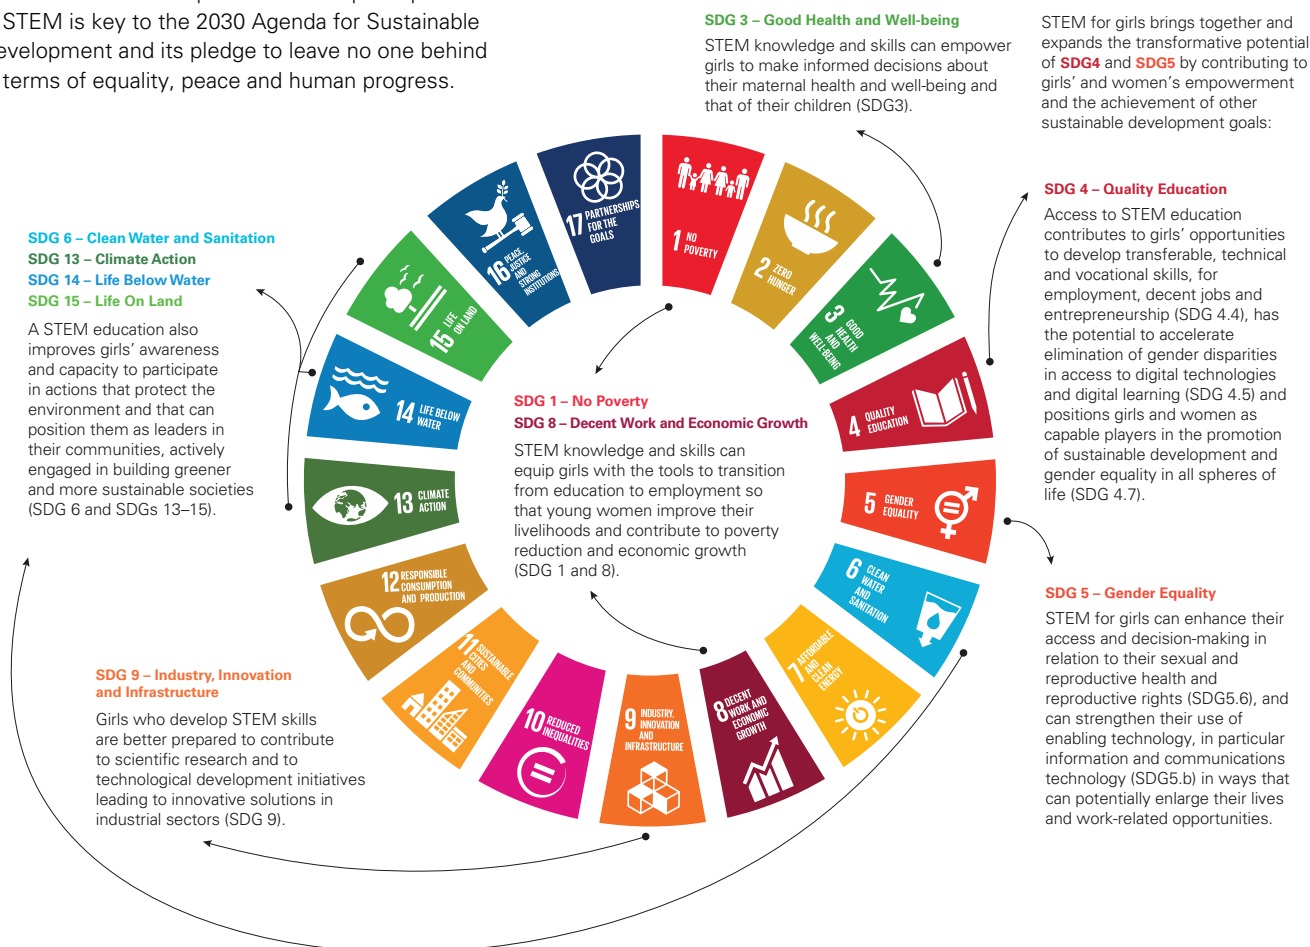 STEM is key to the 2030 Agenda for Sustainable
evelopment and its pledge to leave no one behind
terms of equality, peace and human progress.
SDG 3 – Good Health and Well-being
STEM knowledge and skills can empower
girls to make informed decisions about
their maternal health and well-being and
that of their children (SDG3).
STEM for girls brings together and
expands the transformative potential
of SDG4 and SDG5 by contributing to
girls’ and women’s empowerment
and the achievement of other
sustainable development goals:
SDG 4 – Quality Education
Access to STEM education
contributes to girls’ opportunities
to develop transferable, technical
and vocational skills, for
employment, decent jobs and
entrepreneurship (SDG 4.4), has
the potential to accelerate
elimination of gender disparities
in access to digital technologies
and digital learning (SDG 4.5) and
positions girls and women as
capable players in the promotion
of sustainable development and
gender equality in all spheres of
life (SDG 4.7).
SDG 5 – Gender Equality
STEM for girls can enhance their
access and decision-making in
relation to their sexual and
reproductive health and
reproductive rights (SDG5.6), and
can strengthen their use of
enabling technology, in particular
information and communications
technology (SDG5.b) in ways that
can potentially enlarge their lives
and work-related opportunities.
SDG 6 – Clean Water and Sanitation
SDG 13 – Climate Action
SDG 14 – Life Below Water
SDG 15 – Life On Land
A STEM education also
improves girls’ awareness
and capacity to participate
in actions that protect the
environment and that can
position them as leaders in
their communities, actively
engaged in building greener
and more sustainable societies
(SDG 6 and SDGs 13–15).
SDG 9 – Industry, Innovation
and Infrastructure
Girls who develop STEM skills
are better prepared to contribute
to scientific research and to
technological development initiatives
leading to innovative solutions in
industrial sectors (SDG 9).
SDG 1 – No Poverty
SDG 8 – Decent Work and Economic Growth
STEM knowledge and skills can
equip girls with the tools to transition
from education to employment so
that young women improve their
livelihoods and contribute to poverty
reduction and economic growth
(SDG 1 and 8).
1 NO
POVERTY
2 ZERO
HUNGER
3 GOOD
HEALTH
AND
WELL-BEING
4 QUALITY
EDUCATION
5 GENDER
EQUALITY
6 CLEAN
WATER
AND
SANITATION
7 AFFORDABLE
AND
CLEAN
ENERGY
8 DECENT
WORK AND
ECONOMIC
GROWTH
9 INDUSTRY,
INNOVATION
AND
INFRASTRUCTURE
10 REDUCED
INEQUALITIES
11 SUSTAINABLE
CITIES
AND
COMMUNITIES
12 RESPONSIBLE
CONSUMPTION
AND PRODUCTION
13 CLIMATE
ACTION
14 LIFE BELOW
WATER
15 LIFE
ON LAND
16 PEACE
JUSTICE
AND
STRONG
INSTITUTIONS
17 PARTNERSHIPS
FOR THE
GOALS